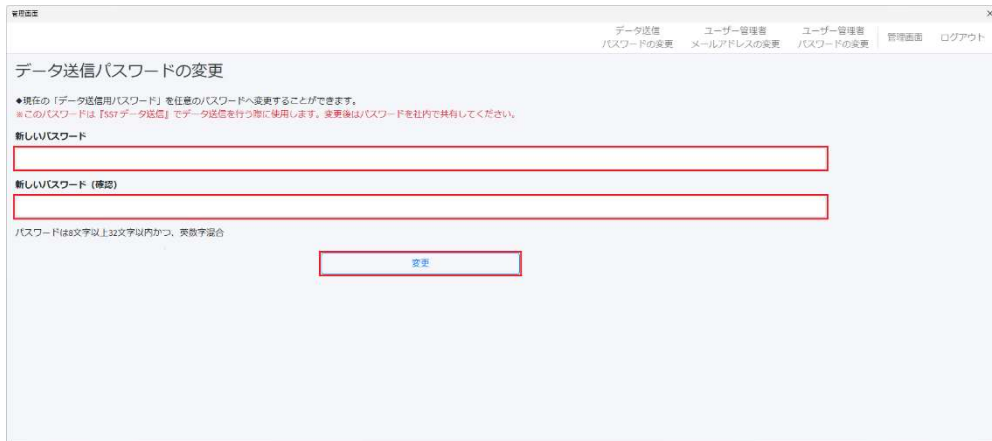 管理画面
×
データ送信
パスワードの変更
ユーザー管理者
メールアドレスの変更
ユーザー管理者
パスワードの変更
管理画面
ログアウト
データ送信パスワードの変更
◆現在の「データ送信用パスワード」を任意のパスワードへ変更することができます。
※このパスワードは『SST データ送信』でデータ送信を行う際に使用します。変更後はパスワードを社内で共有してください。
新しいパスワード
新しいパスワード（確認）
パスワードは8文字以上32文字以内かつ、英数字混合
変更